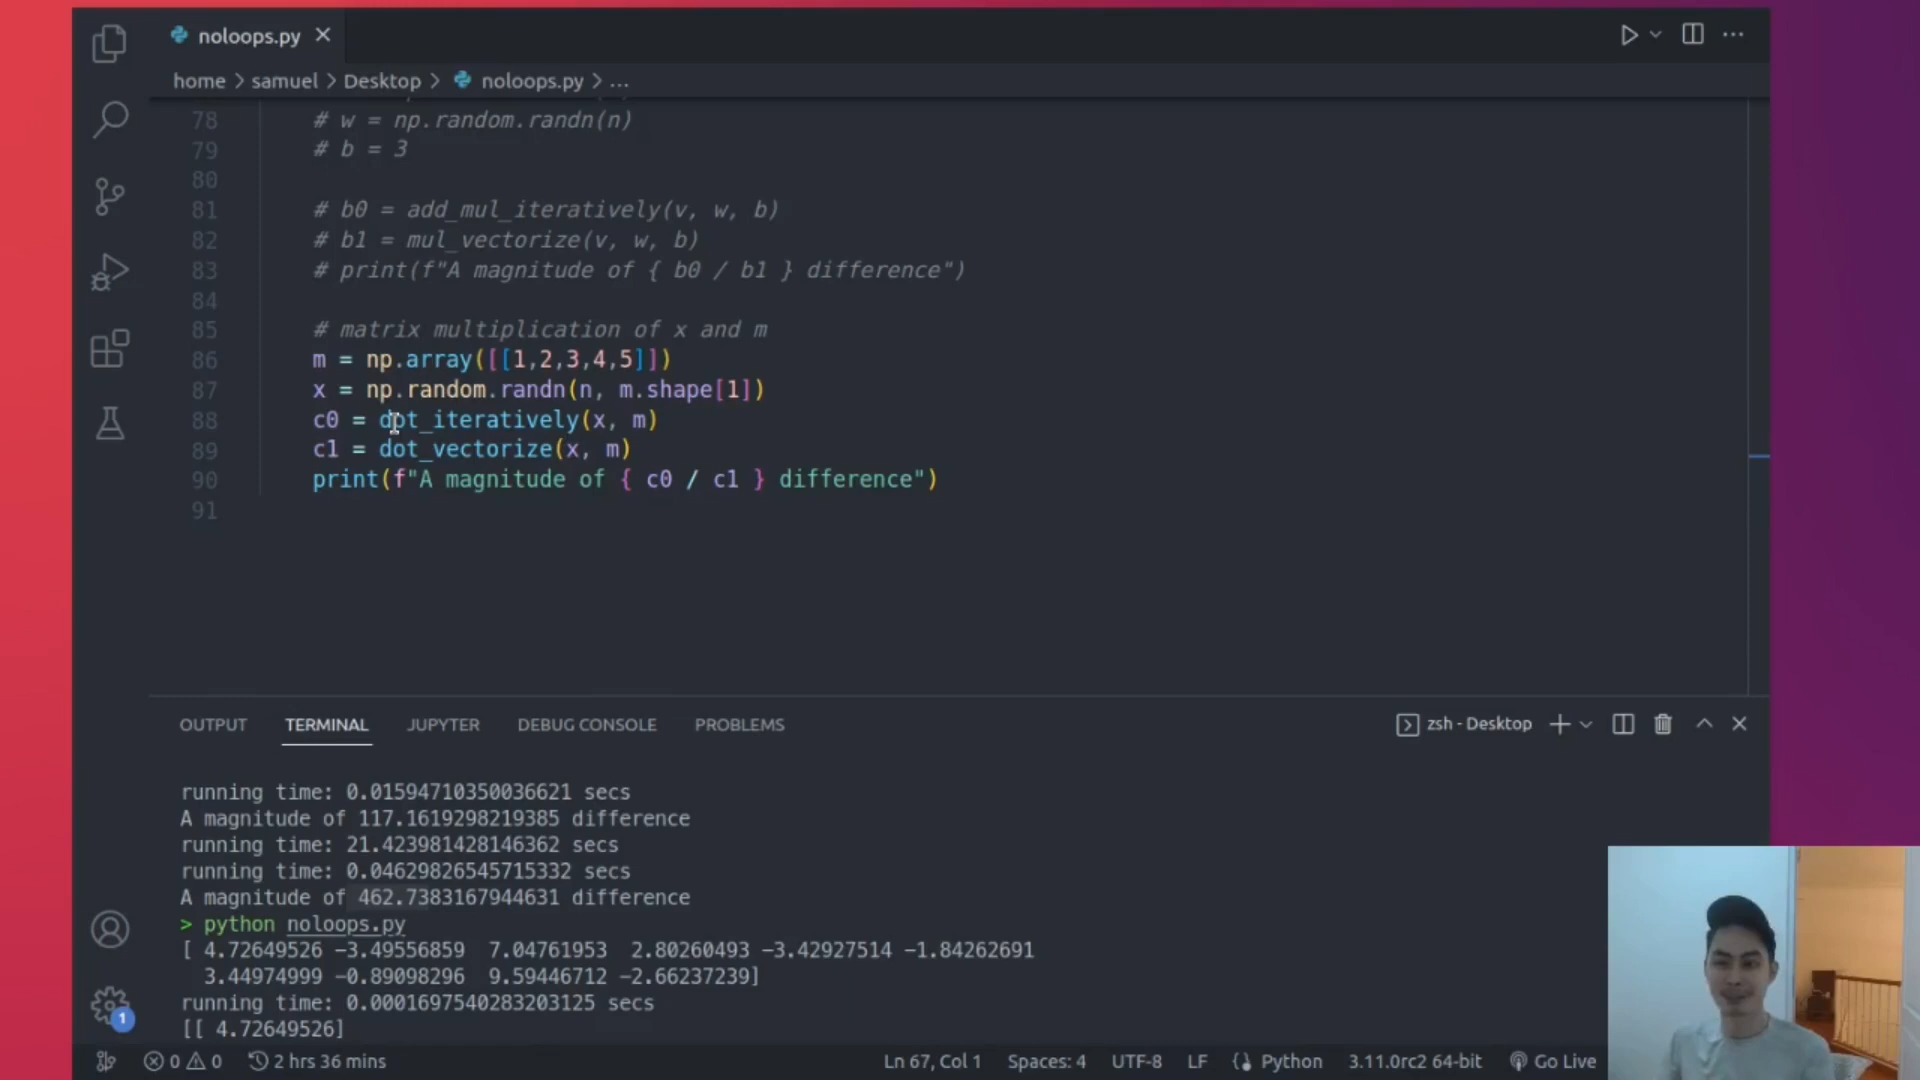 noloops.py
home > samuel > Desktop > noloops.py > ...
78 # w = np.random.randn(n)
79 # b = 3
80
81 # b0 = add_mul_iteratively(v, w, b)
82 # b1 = mul_vectorize(v, w, b)
83 # print(f"A magnitude of { b0 / b1 } difference")
84
85 # matrix multiplication of x and m
86 m = np.array([[1,2,3,4,5]])
87 x = np.random.randn(n, m.shape[1])
88 c0 = dot_iteratively(x, m)
89 c1 = dot_vectorize(x, m)
90 print(f"A magnitude of { c0 / c1 } difference")
91
OUTPUT TERMINAL JUPYTER DEBUG CONSOLE PROBLEMS zsh - Desktop
running time: 0.01594710350036621 secs
A magnitude of 117.1619298219385 difference
running time: 21.423981428146362 secs
running time: 0.04629826545715332 secs
A magnitude of 462.7383167944631 difference
> python noloops.py
[ 4.72649526 -3.49556859 7.04761953 2.80260493 -3.42927514 -1.84262691
3.44974999 -0.89098296 9.59446712 -2.66237239]
running time: 0.0001697540283203125 secs
[[ 4.72649526]
1
0 0 2 hrs 36 mins Ln 67, Col 1 Spaces: 4 UTF-8 LF Python 3.11.0rc2 64-bit Go Live